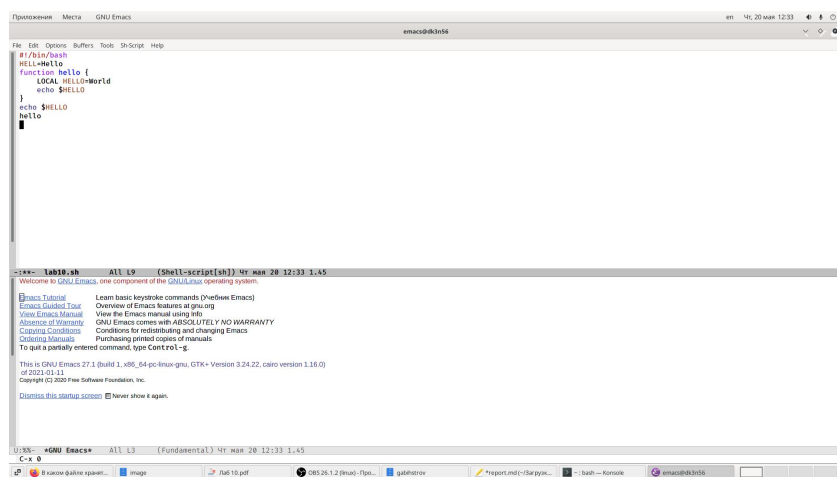 Приложения Места GNU Emacs en Чт, 20 мая 12:33
emacs@dk3n56
File Edit Options Buffers Tools Sh-Script Help
#!/bin/bash
HELL=Hello
function hello {
    LOCAL HELLO=World
    echo $HELLO
}
echo $HELLO
hello
-:**- lab10.sh All L9 (Shell-script[sh]) Чт мая 20 12:33 1.45
Welcome to GNU Emacs, one component of the GNU/Linux operating system.
Emacs Tutorial Learn basic keystroke commands (Учебник Emacs)
Emacs Guided Tour Overview of Emacs features at gnu.org
View Emacs Manual View the Emacs manual using Info
Absence of Warranty GNU Emacs comes with ABSOLUTELY NO WARRANTY
Copying Conditions Conditions for redistributing and changing Emacs
Ordering Manuals Purchasing printed copies of manuals
To quit a partially entered command, type Control-g.
This is GNU Emacs 27.1 (build 1, x86_64-pc-linux-gnu, GTK+ Version 3.24.22, cairo version 1.16.0)
of 2021-01-11
Copyright (C) 2020 Free Software Foundation, Inc.
Dismiss this startup screen Never show it again.
U:%%- *GNU Emacs* All L3 (Fundamental) Чт мая 20 12:33 1.45
C-x 0
В каком файле хранят... image Лаб 10.pdf OBS 26.1.2 (linux) - Про... gabihstrov *report.md (~/Загрузк... ~ : bash — Konsole emacs@dk3n56